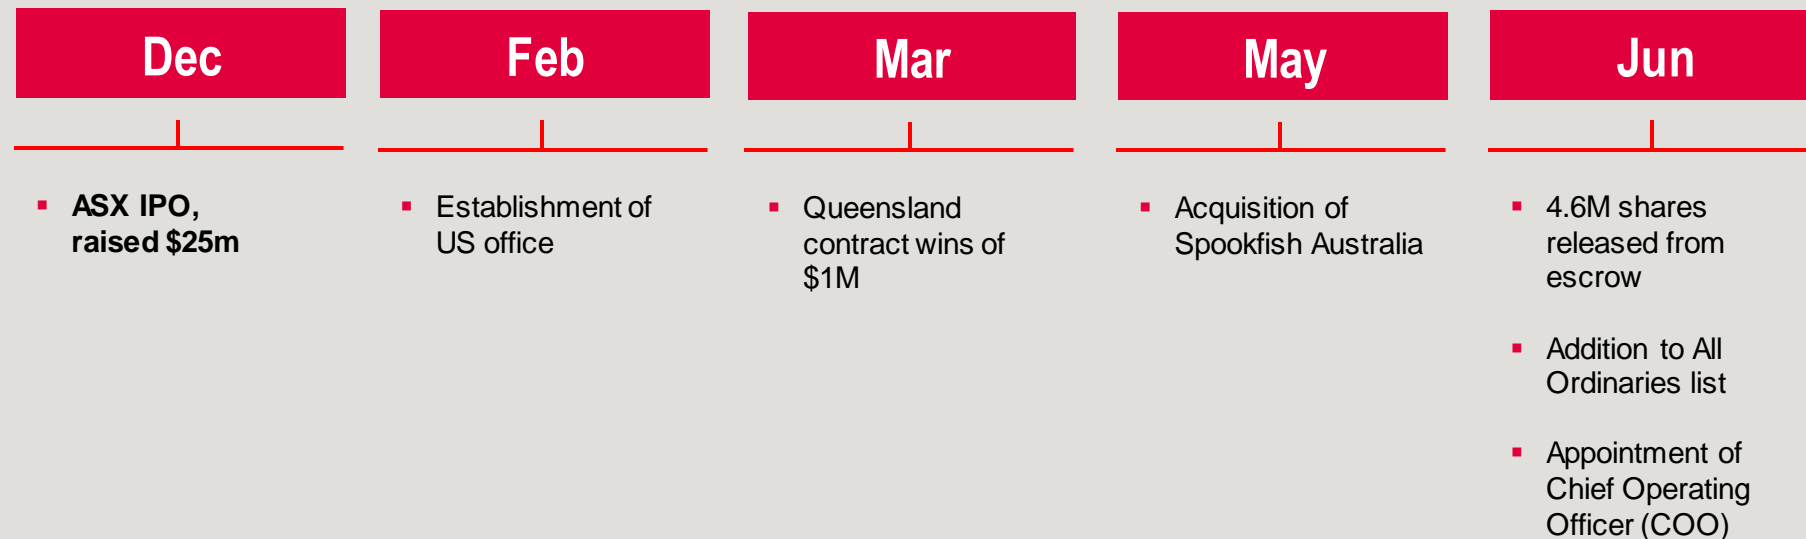 Dec
ASX IPO,
raised $25m
Feb
Establishment of
US office
Mar
Queensland
contract wins of
$1M
May
Acquisition of
Spookfish Australia
Jun
4.6M shares
released from
escrow
Addition to All
Ordinaries list
Appointment of
Chief Operating
Officer (COO)